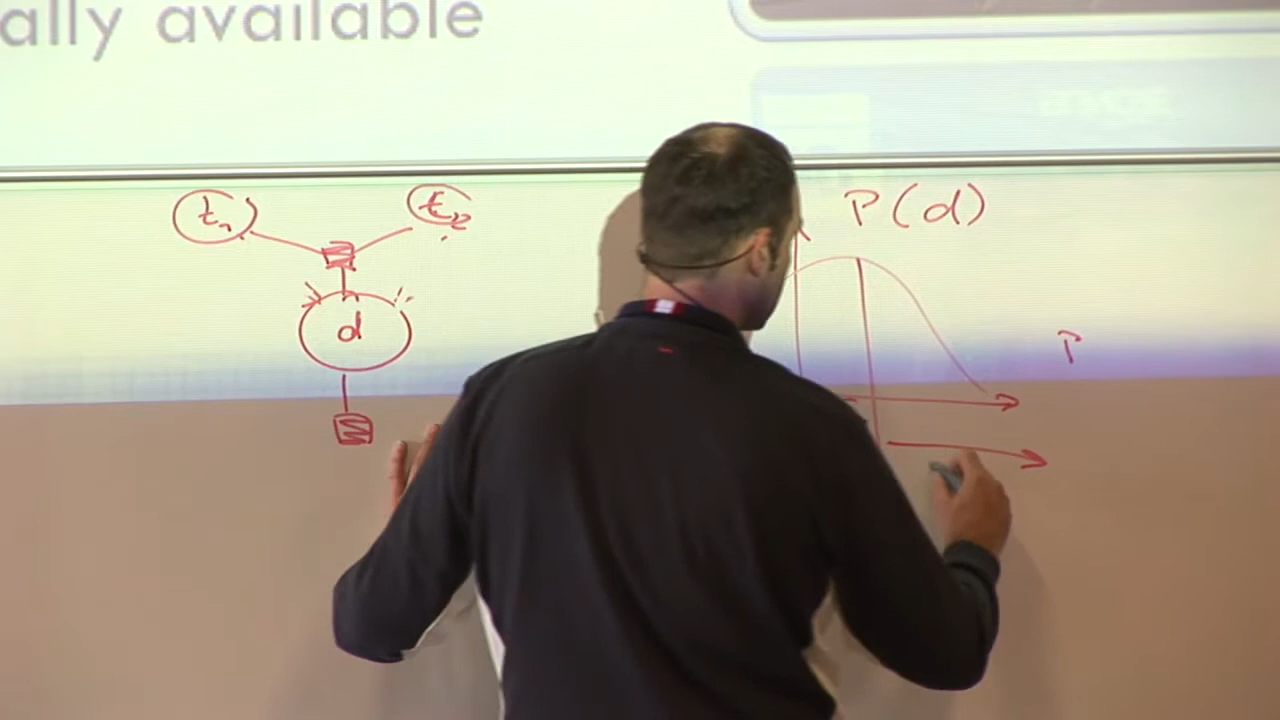 ally available
t₁ t₂ P(d)
d
P